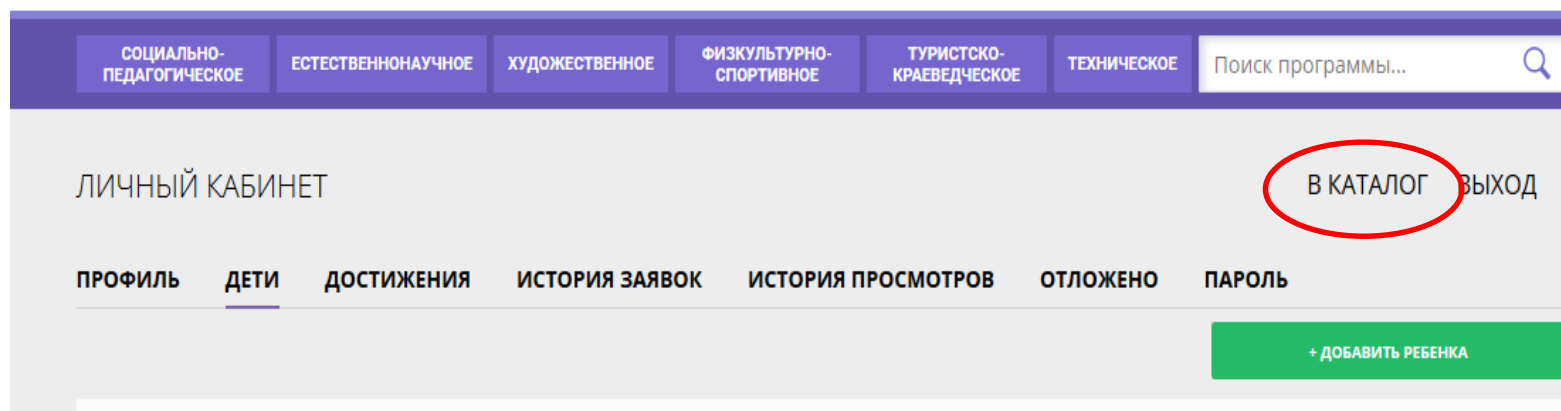 СОЦИАЛЬНО-
ПЕДАГОГИЧЕСКОЕ
ЕСТЕСТВЕННОНАУЧНОЕ
ХУДОЖЕСТВЕННОЕ
ФИЗКУЛЬТУРНО-
СПОРТИВНОЕ
ТУРИСТСКО-
КРАЕВЕДЧЕСКОЕ
ТЕХНИЧЕСКОЕ
Поиск программы...
ЛИЧНЫЙ КАБИНЕТ
В КАТАЛОГ ВЫХОД
ПРОФИЛЬ ДЕТИ ДОСТИЖЕНИЯ ИСТОРИЯ ЗАЯВОК ИСТОРИЯ ПРОСМОТРОВ ОТЛОЖЕНО ПАРОЛЬ
+ ДОБАВИТЬ РЕБЕНКА